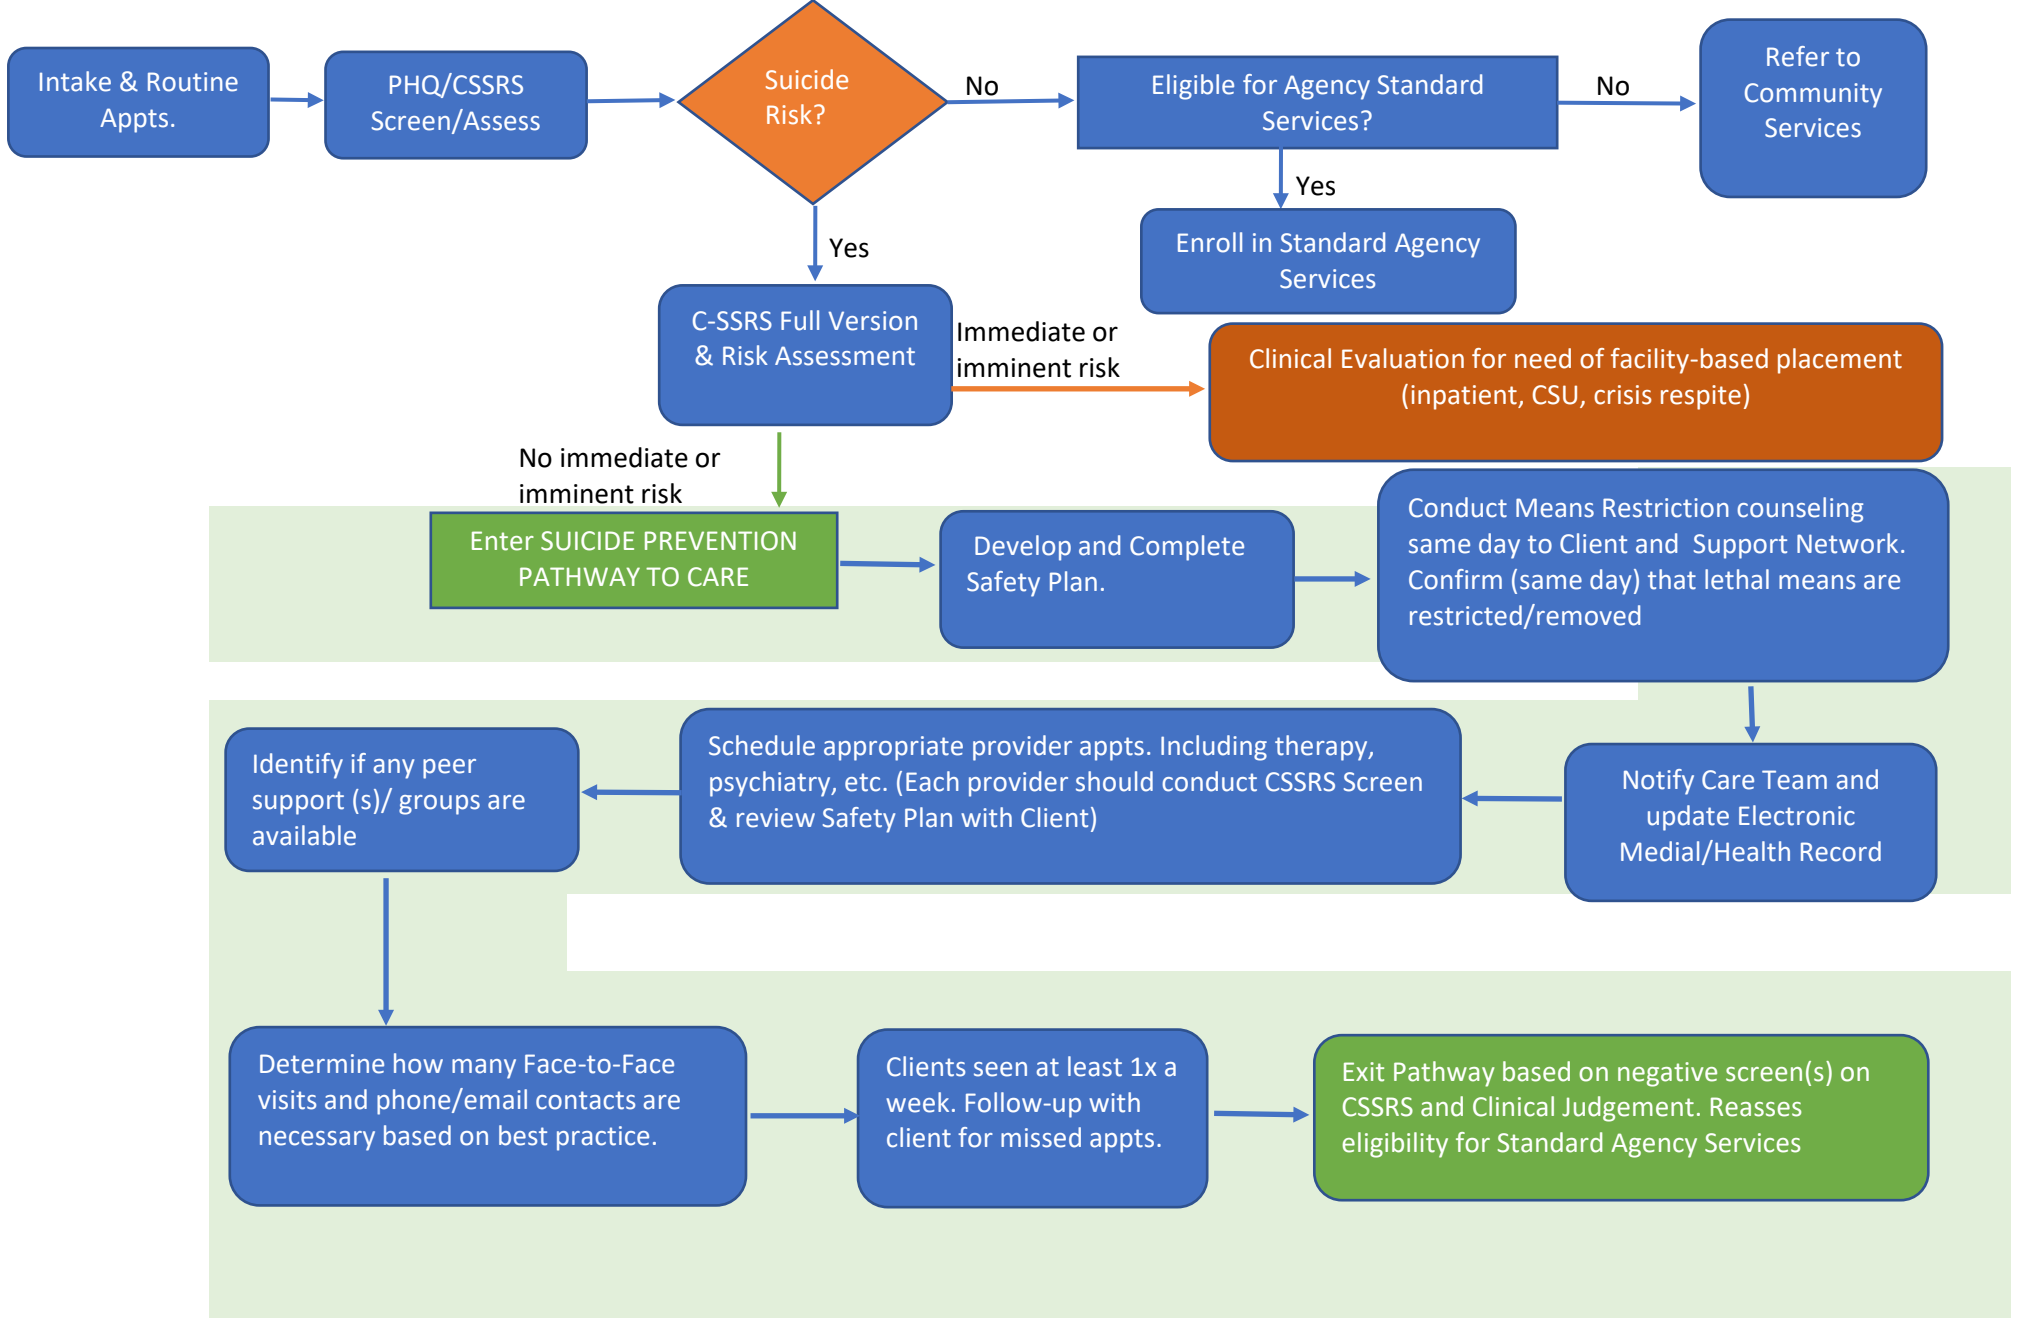 Intake & Routine
Appts.
PHQ/CSSRS
Screen/Assess
Suicide
Risk?
No
Eligible for Agency Standard
Services?
No
Refer to
Community
Services
Yes
Yes
Enroll in Standard Agency
Services
C-SSRS Full Version
& Risk Assessment
Immediate or
imminent risk
Clinical Evaluation for need of facility-based placement
(inpatient, CSU, crisis respite)
No immediate or
imminent risk
Enter SUICIDE PREVENTION
PATHWAY TO CARE
Develop and Complete
Safety Plan.
Conduct Means Restriction counseling
same day to Client and  Support Network.
Confirm (same day) that lethal means are
restricted/removed
Notify Care Team and
update Electronic
Medial/Health Record
Schedule appropriate provider appts. Including therapy,
psychiatry, etc. (Each provider should conduct CSSRS Screen
& review Safety Plan with Client)
Identify if any peer
support (s)/ groups are
available
Determine how many Face-to-Face
visits and phone/email contacts are
necessary based on best practice.
Clients seen at least 1x a
week. Follow-up with
client for missed appts.
Exit Pathway based on negative screen(s) on
CSSRS and Clinical Judgement. Reasses
eligibility for Standard Agency Services